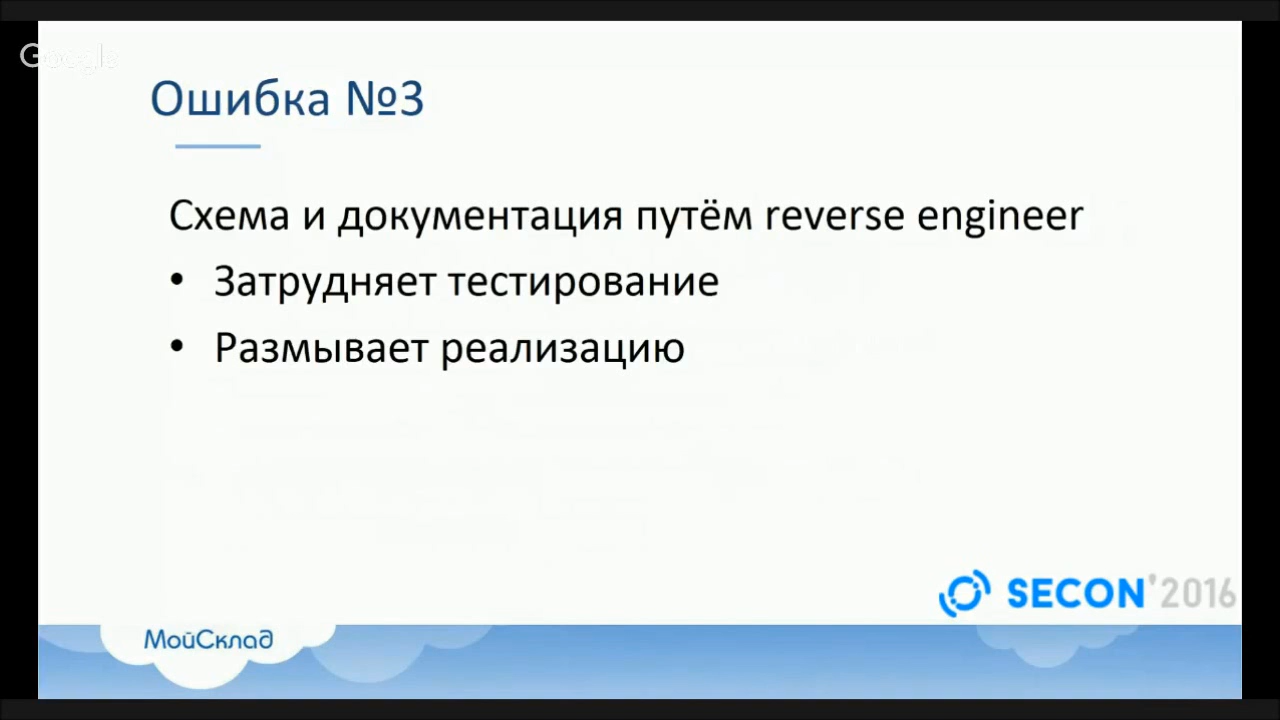 Google
Ошибка №3
Схема и документация путём reverse engineer
• Затрудняет тестирование
• Размывает реализацию
SECON'2016
МойСклад